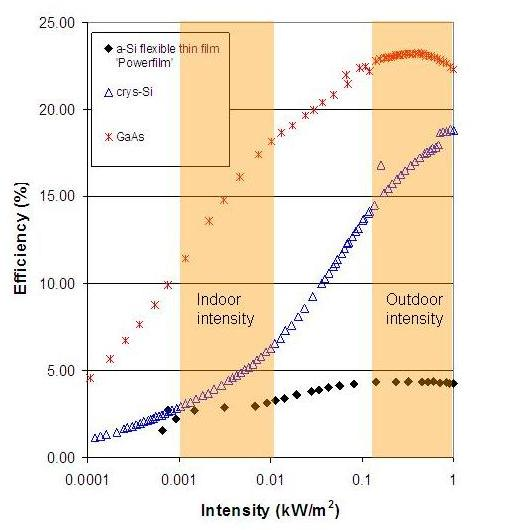 25.00
20.00
15.00
10.00
5.00
0.00
Efficiency (%)
a-Si flexible thin film
'Powerfilm'
crys-Si
GaAs
Indoor
intensity
Outdoor
intensity
0.0001 0.001 0.01 0.1 1
Intensity (kW/m²)